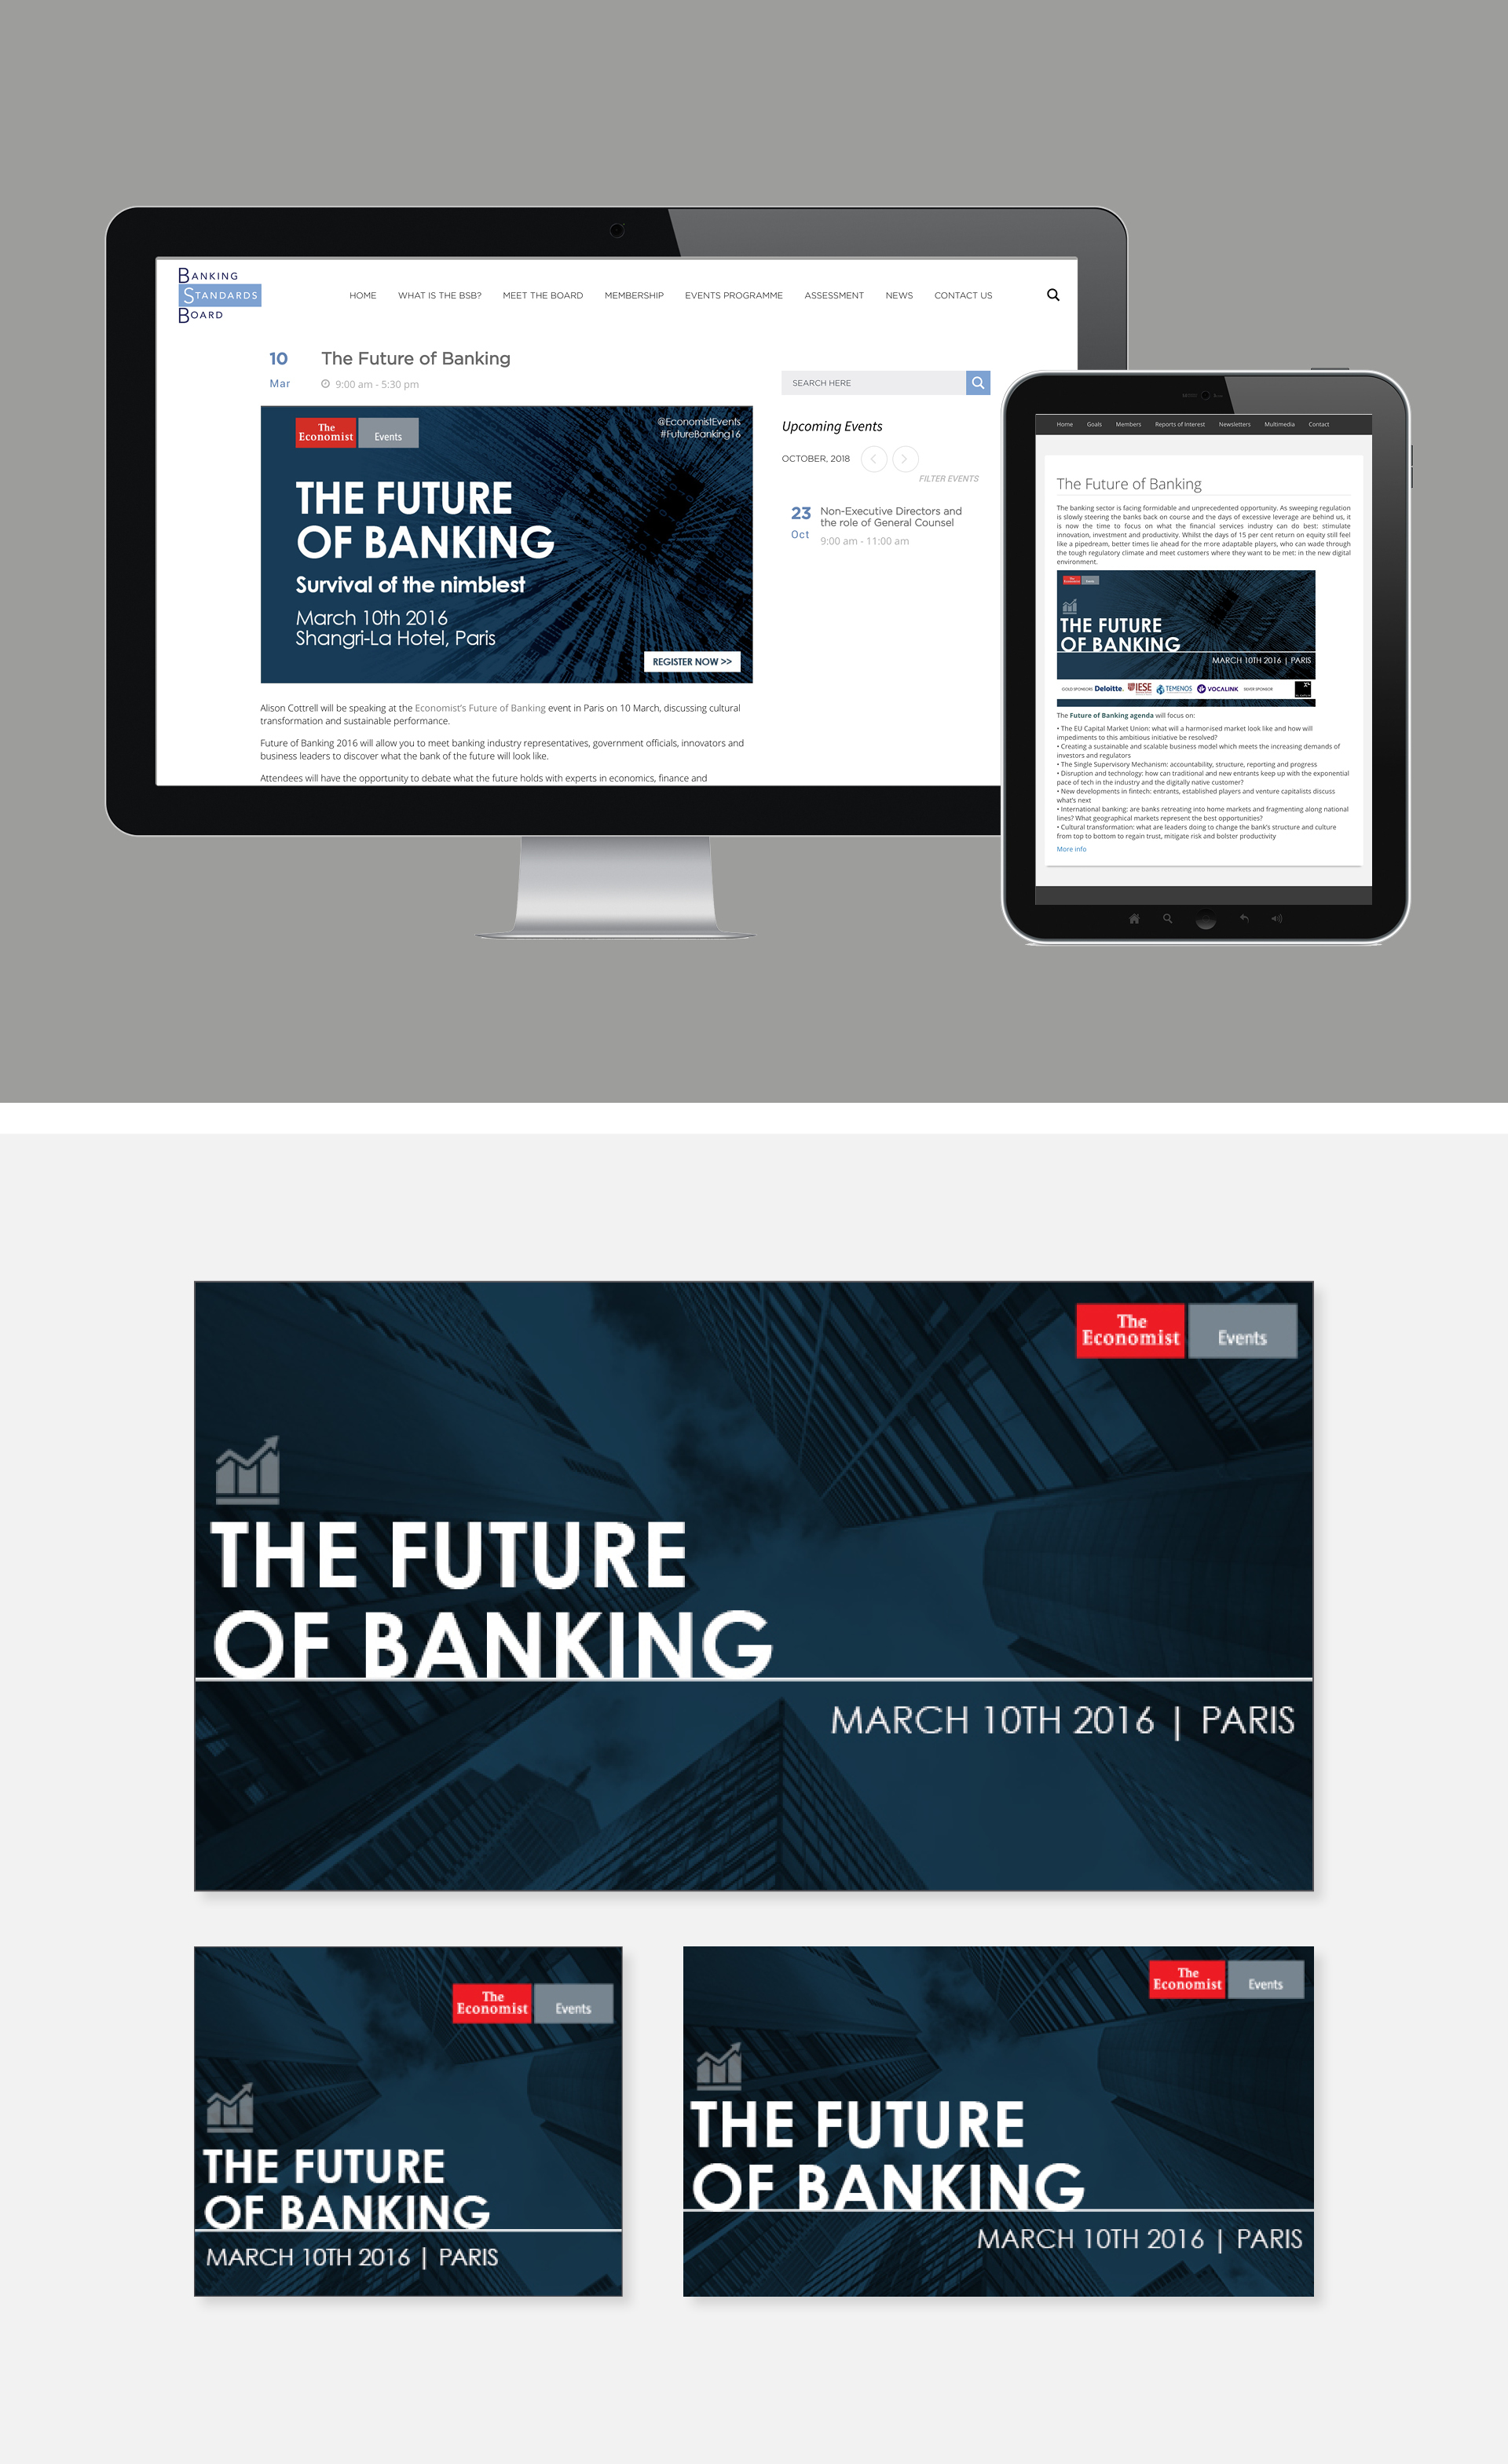 BANKING
STANDARDS
BOARD
HOME WHAT IS THE BSB? MEET THE BOARD MEMBERSHIP EVENTS PROGRAMME ASSESSMENT NEWS CONTACT US
10
Mar
The Future of Banking
9:00 am - 5:30 pm
The
Economist
Events
@EconomistEvents
#FutureBanking16
THE FUTURE
OF BANKING
Survival of the nimblest
March 10th 2016
Shangri-La Hotel, Paris
REGISTER NOW >>
Alison Cottrell will be speaking at the Economist's Future of Banking event in Paris on 10 March, discussing cultural
transformation and sustainable performance.
Future of Banking 2016 will allow you to meet banking industry representatives, government officials, innovators and
business leaders to discover what the bank of the future will look like.
Attendees will have the opportunity to debate what the future holds with experts in economics, finance and
SEARCH HERE
Upcoming Events
OCTOBER, 2018
FILTER EVENTS
23
Oct
Non-Executive Directors and
the role of General Counsel
9:00 am - 11:00 am
Home Goals Members Reports of Interest Newsletters Multimedia Contact
The Future of Banking
The banking sector is facing formidable and unprecedented opportunity. As sweeping regulation
is slowly steering the banks back on course and the days of excessive leverage are behind us, it
is now the time to focus on what the financial services industry can do best: stimulate
innovation, investment and productivity. Whilst the days of 15 per cent return on equity still feel
like a pipedream, better times lie ahead for the more adaptable players, who can wade through
the tough regulatory climate and meet customers where they want to be met: in the new digital
environment.
The
Economist
Events
THE FUTURE
OF BANKING
MARCH 10TH 2016 | PARIS
GOLD SPONSORS Deloitte. IESE TEMENOS VOCALINK SILVER SPONSOR
The Future of Banking agenda will focus on:
• The EU Capital Market Union: what will a harmonised market look like and how will
impediments to this ambitious initiative be resolved?
• Creating a sustainable and scalable business model which meets the increasing demands of
investors and regulators
• The Single Supervisory Mechanism: accountability, structure, reporting and progress
• Disruption and technology: how can traditional and new entrants keep up with the exponential
pace of tech in the industry and the digitally native customer?
• New developments in fintech: entrants, established players and venture capitalists discuss
what's next
• International banking: are banks retreating into home markets and fragmenting along national
lines? What geographical markets represent the best opportunities?
• Cultural transformation: what are leaders doing to change the bank's structure and culture
from top to bottom to regain trust, mitigate risk and bolster productivity
More info
The
Economist
Events
THE FUTURE
OF BANKING
MARCH 10TH 2016 | PARIS
The
Economist
Events
THE FUTURE
OF BANKING
MARCH 10TH 2016 | PARIS
The
Economist
Events
THE FUTURE
OF BANKING
MARCH 10TH 2016 | PARIS